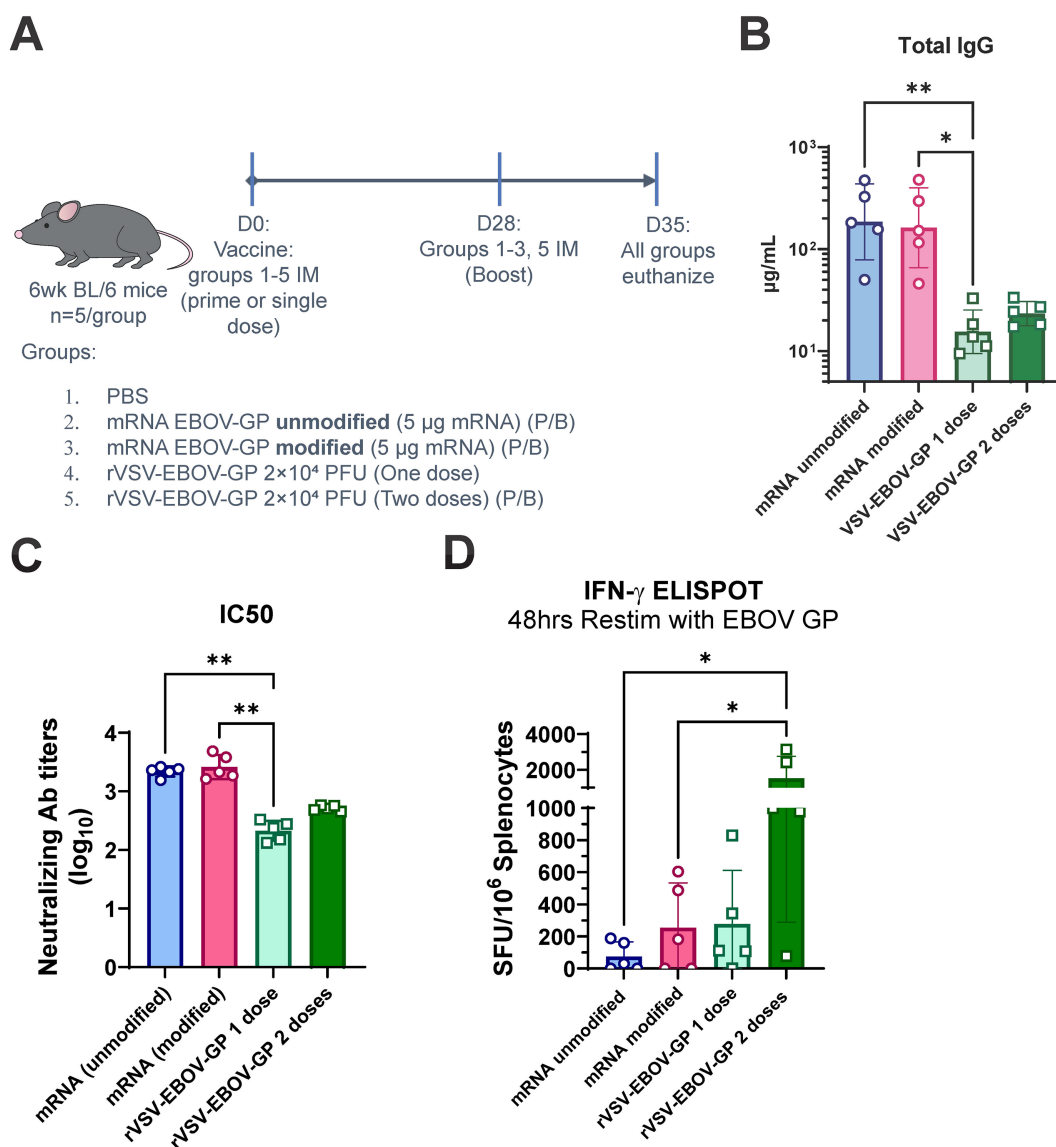 A
6wk BL/6 mice
n=5/group
D0:
Vaccine:
groups 1-5 IM
(prime or single
dose)
D28:
Groups 1-3, 5 IM
(Boost)
D35:
All groups
euthanize
Groups:
1. PBS
2. mRNA EBOV-GP unmodified (5 µg mRNA) (P/B)
3. mRNA EBOV-GP modified (5 µg mRNA) (P/B)
4. rVSV-EBOV-GP 2×10⁴ PFU (One dose)
5. rVSV-EBOV-GP 2×10⁴ PFU (Two doses) (P/B)
B
Total IgG
**
*
µg/mL
10³
10²
10¹
mRNA unmodified
mRNA modified
VSV-EBOV-GP 1 dose
VSV-EBOV-GP 2 doses
C
IC50
**
**
Neutralizing Ab titers
(log₁₀)
4
3
2
1
0
mRNA (unmodified)
mRNA (modified)
rVSV-EBOV-GP 1 dose
rVSV-EBOV-GP 2 doses
D
IFN-γ ELISPOT
48hrs Restim with EBOV GP
*
*
SFU/10⁶ Splenocytes
4000
2000
1000
800
600
400
200
0
mRNA unmodified
mRNA modified
rVSV-EBOV-GP 1 dose
rVSV-EBOV-GP 2 doses